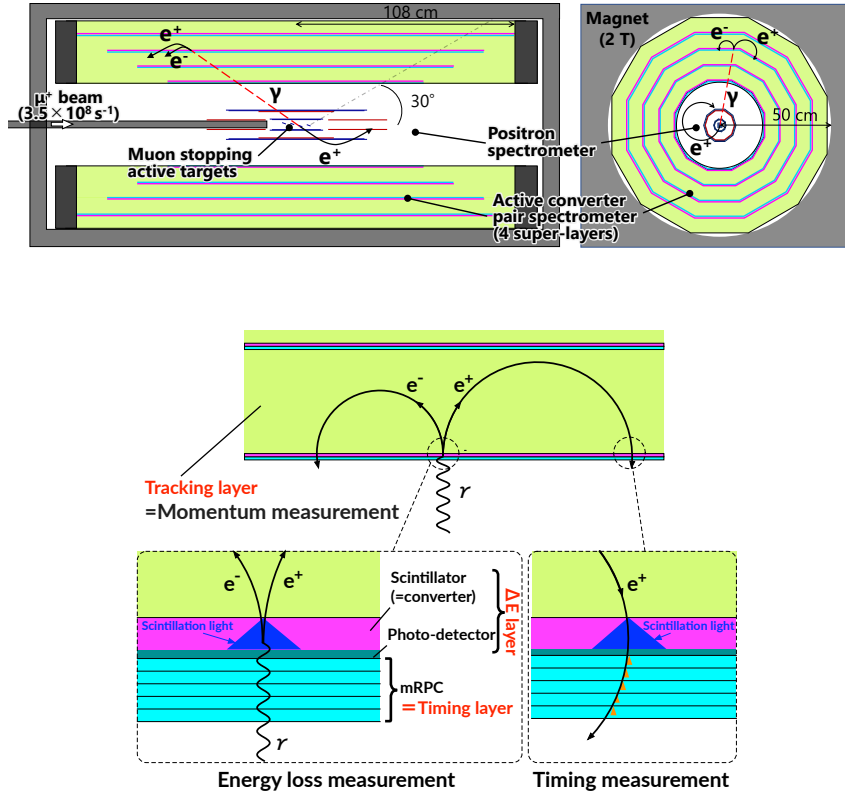 108 cm
e+
e-
γ
30°
μ+ beam
(3.5 × 10⁸ s⁻¹)
Muon stopping
active targets
e+
Positron
spectrometer
Active converter
pair spectrometer
(4 super-layers)
Magnet
(2 T)
e-
e+
γ
50 cm
e+
e-
e+
γ
Tracking layer
=Momentum measurement
e-
e+
Scintillation light
Scintillator
(=converter)
Photo-detector
ΔE layer
mRPC
= Timing layer
γ
Energy loss measurement
e+
Scintillation light
Timing measurement